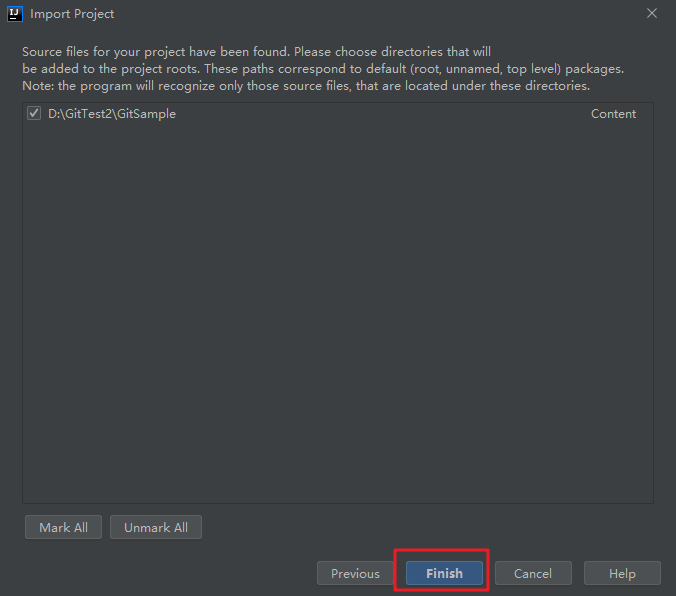 IJ Import Project
Source files for your project have been found. Please choose directories that will
be added to the project roots. These paths correspond to default (root, unnamed, top level) packages.
Note: the program will recognize only those source files, that are located under these directories.
D:\GitTest2\GitSample Content
Mark All Unmark All
Previous Finish Cancel Help